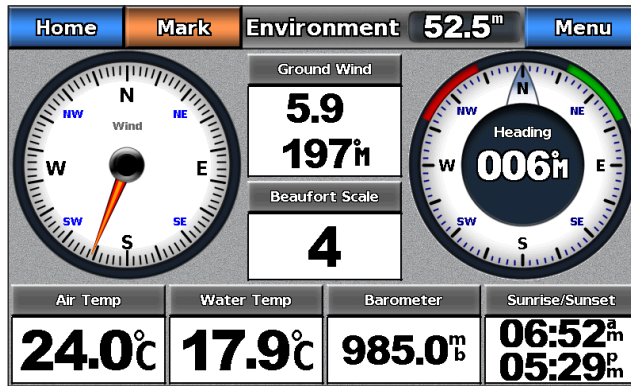 Home Mark Environment 52.5m Menu
Ground Wind
5.9
197°M
Beaufort Scale
4
N
NW NE
Wind
W E
SW SE
S
N
NW NE
Heading
W 006°M E
SW SE
S
Air Temp Water Temp Barometer Sunrise/Sunset
24.0°C 17.9°C 985.0mb 06:52am
05:29pm